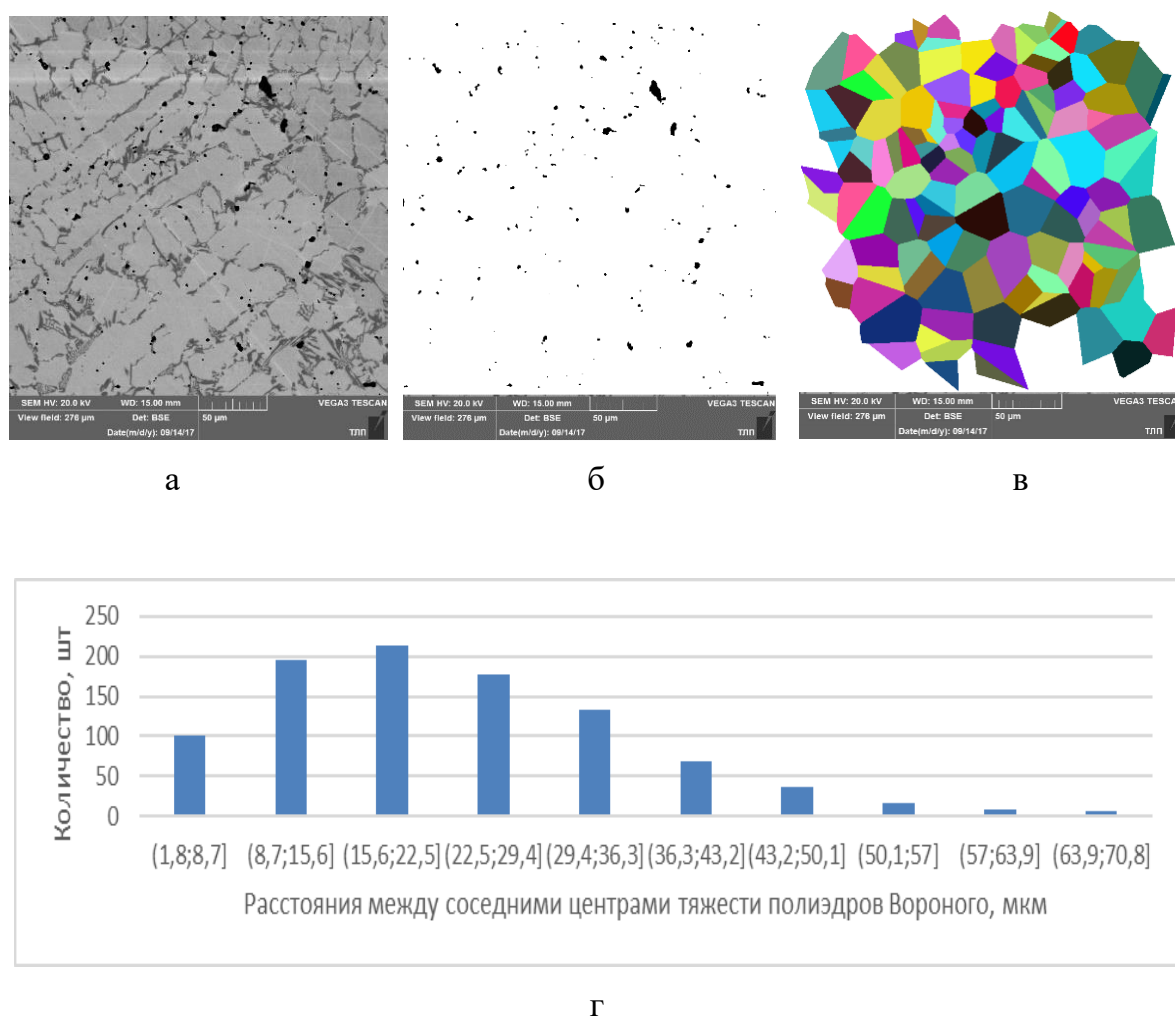 SEM HV: 20.0 kV WD: 15.00 mm VEGA3 TESCAN
View field: 276 µm Det: BSE 50 µm
Date(m/d/y): 09/14/17 ТЛП
SEM HV: 20.0 kV WD: 15.00 mm VEGA3 TESCAN
View field: 276 µm Det: BSE 50 µm
Date(m/d/y): 09/14/17 ТЛП
SEM HV: 20.0 kV WD: 15.00 mm VEGA3 TESC
View field: 276 µm Det: BSE 50 µm
Date(m/d/y): 09/14/17 ТЛП
а
б
в
Количество, шт
250
200
150
100
50
0
(1,8;8,7] (8,7;15,6] (15,6;22,5] (22,5;29,4] (29,4;36,3] (36,3;43,2] (43,2;50,1] (50,1;57] (57;63,9] (63,9;70,8]
Расстояния между соседними центрами тяжести полиэдров Вороного, мкм
г